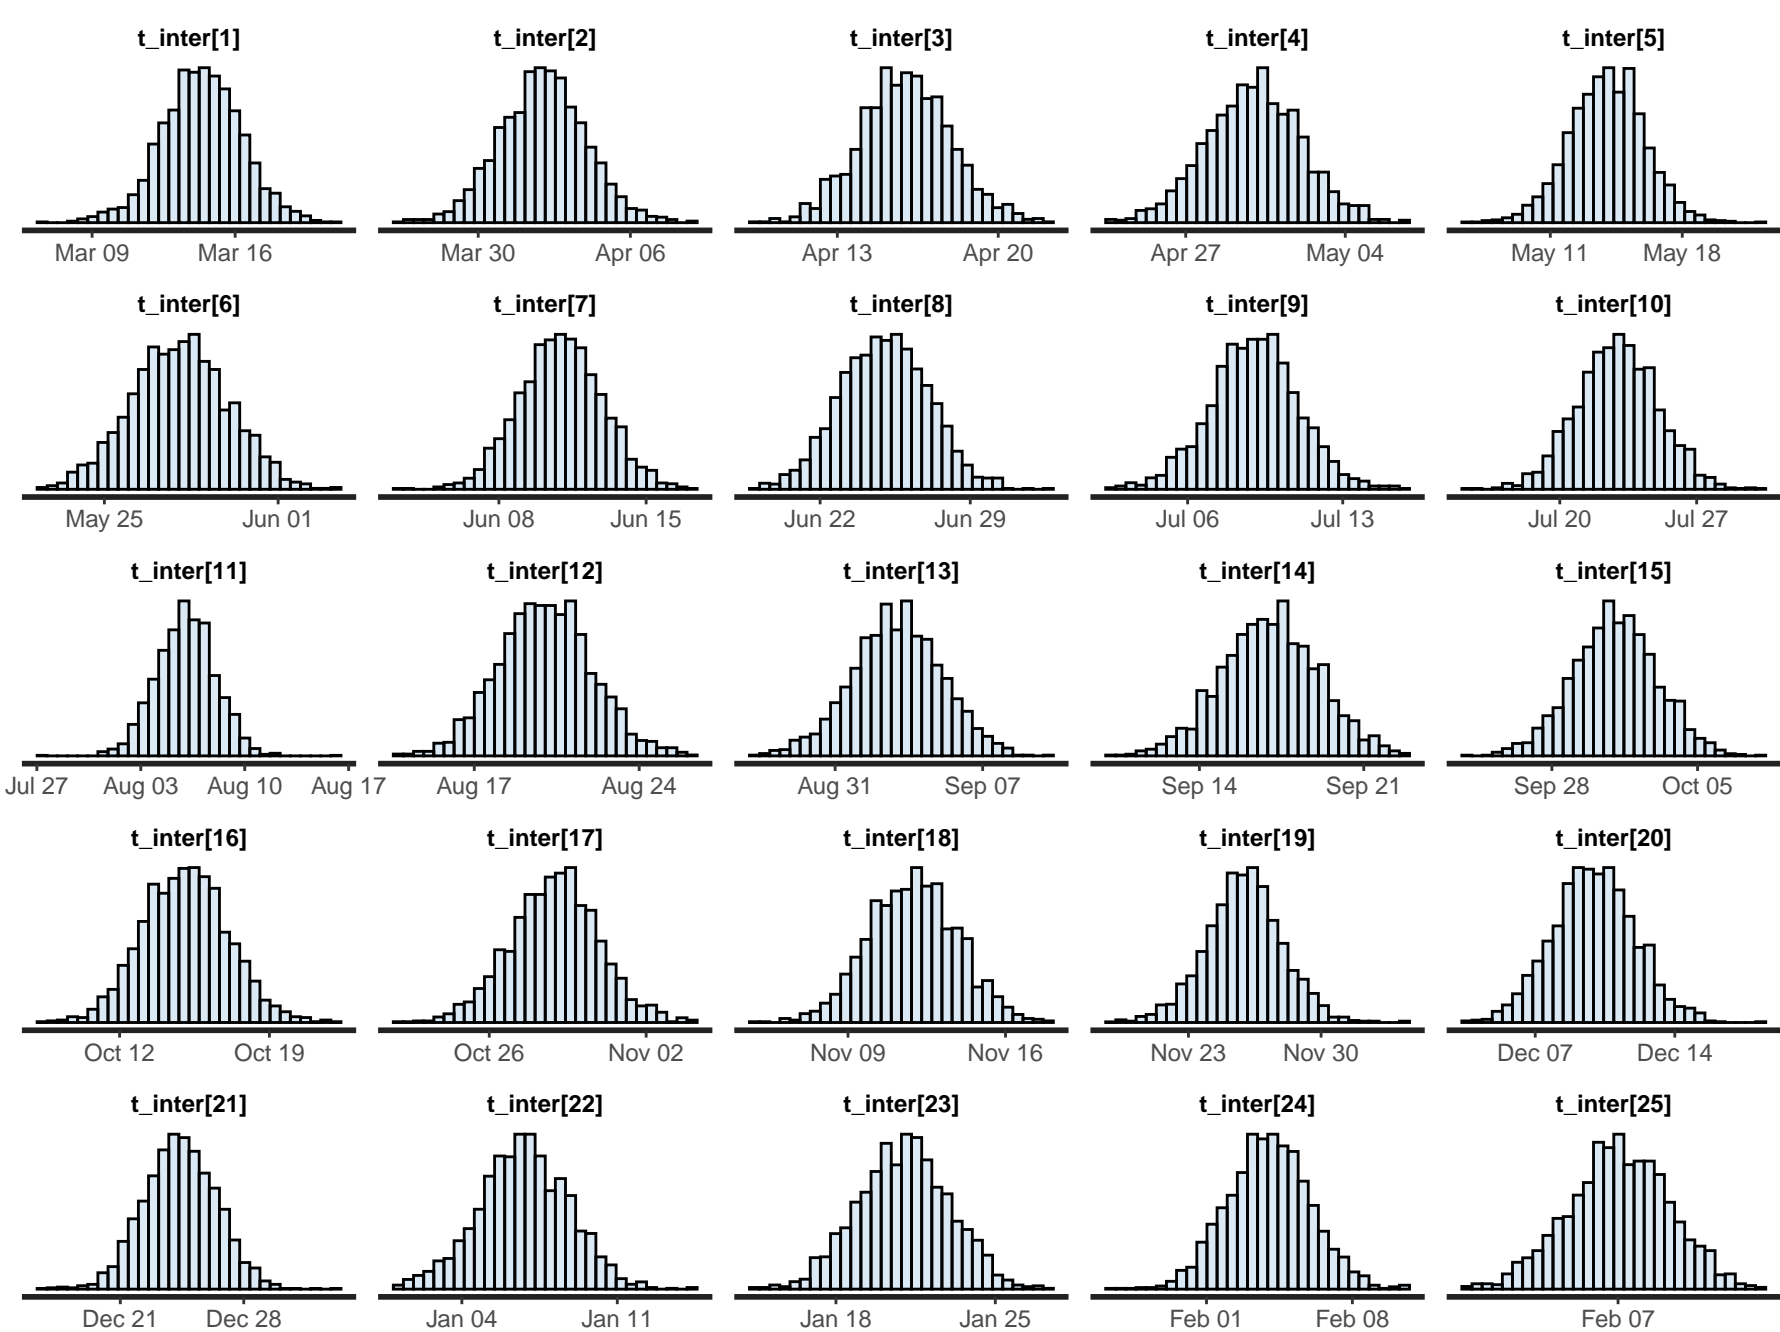 t_inter[1] t_inter[2] t_inter[3] t_inter[4] t_inter[5]
Mar 09 Mar 16 Mar 30 Apr 06 Apr 13 Apr 20 Apr 27 May 04 May 11 May 18
t_inter[6] t_inter[7] t_inter[8] t_inter[9] t_inter[10]
May 25 Jun 01 Jun 08 Jun 15 Jun 22 Jun 29 Jul 06 Jul 13 Jul 20 Jul 27
t_inter[11] t_inter[12] t_inter[13] t_inter[14] t_inter[15]
Jul 27 Aug 03 Aug 10 Aug 17 Aug 17 Aug 24 Aug 31 Sep 07 Sep 14 Sep 21 Sep 28 Oct 05
t_inter[16] t_inter[17] t_inter[18] t_inter[19] t_inter[20]
Oct 12 Oct 19 Oct 26 Nov 02 Nov 09 Nov 16 Nov 23 Nov 30 Dec 07 Dec 14
t_inter[21] t_inter[22] t_inter[23] t_inter[24] t_inter[25]
Dec 21 Dec 28 Jan 04 Jan 11 Jan 18 Jan 25 Feb 01 Feb 08 Feb 07